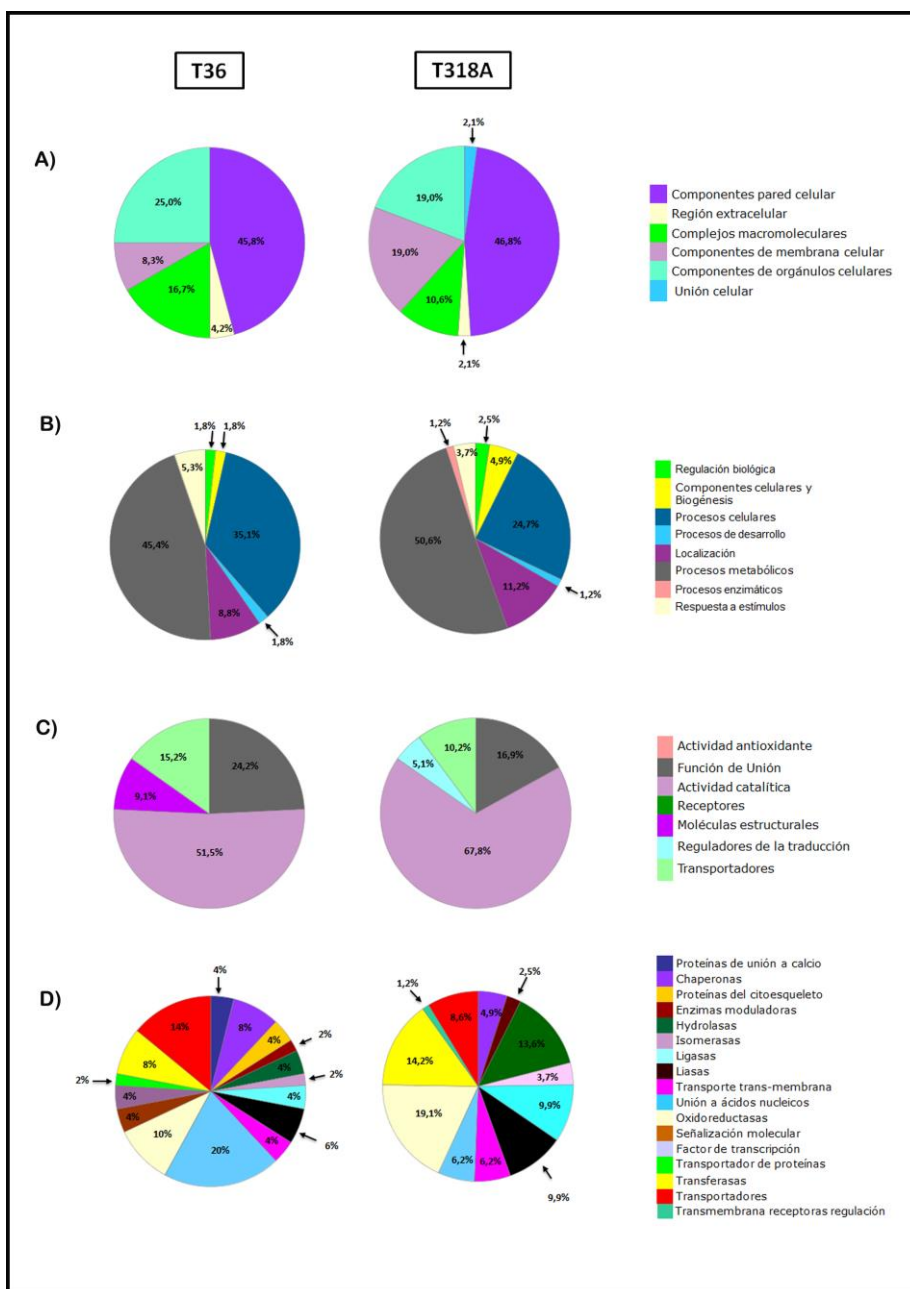 T36
T318A
A)
2,1%
25,0%
45,8%
8,3%
16,7%
4,2%
19,0%
46,8%
19,0%
10,6%
2,1%
Componentes pared celular
Región extracelular
Complejos macromoleculares
Componentes de membrana celular
Componentes de orgánulos celulares
Unión celular
B)
1,8%
1,8%
5,3%
35,1%
45,4%
8,8%
1,8%
1,2%
2,5%
3,7%
4,9%
24,7%
50,6%
11,2%
1,2%
Regulación biológica
Componentes celulares y
Biogénesis
Procesos celulares
Procesos de desarrollo
Localización
Procesos metabólicos
Procesos enzimáticos
Respuesta a estímulos
C)
15,2%
24,2%
9,1%
51,5%
10,2%
16,9%
5,1%
67,8%
Actividad antioxidante
Función de Unión
Actividad catalítica
Receptores
Moléculas estructurales
Reguladores de la traducción
Transportadores
D)
4%
14%
8%
4%
2%
8%
4%
2%
2%
4%
4%
4%
6%
10%
4%
20%
1,2%
2,5%
8,6%
4,9%
13,6%
14,2%
3,7%
19,1%
9,9%
6,2%
6,2%
9,9%
Proteínas de unión a calcio
Chaperonas
Proteínas del citoesqueleto
Enzimas moduladoras
Hydrolasas
Isomerasas
Ligasas
Liasas
Transporte trans-membrana
Unión a ácidos nucleicos
Oxidoreductasas
Señalización molecular
Factor de transcripción
Transportador de proteínas
Transferasas
Transportadores
Transmembrana receptoras regulación